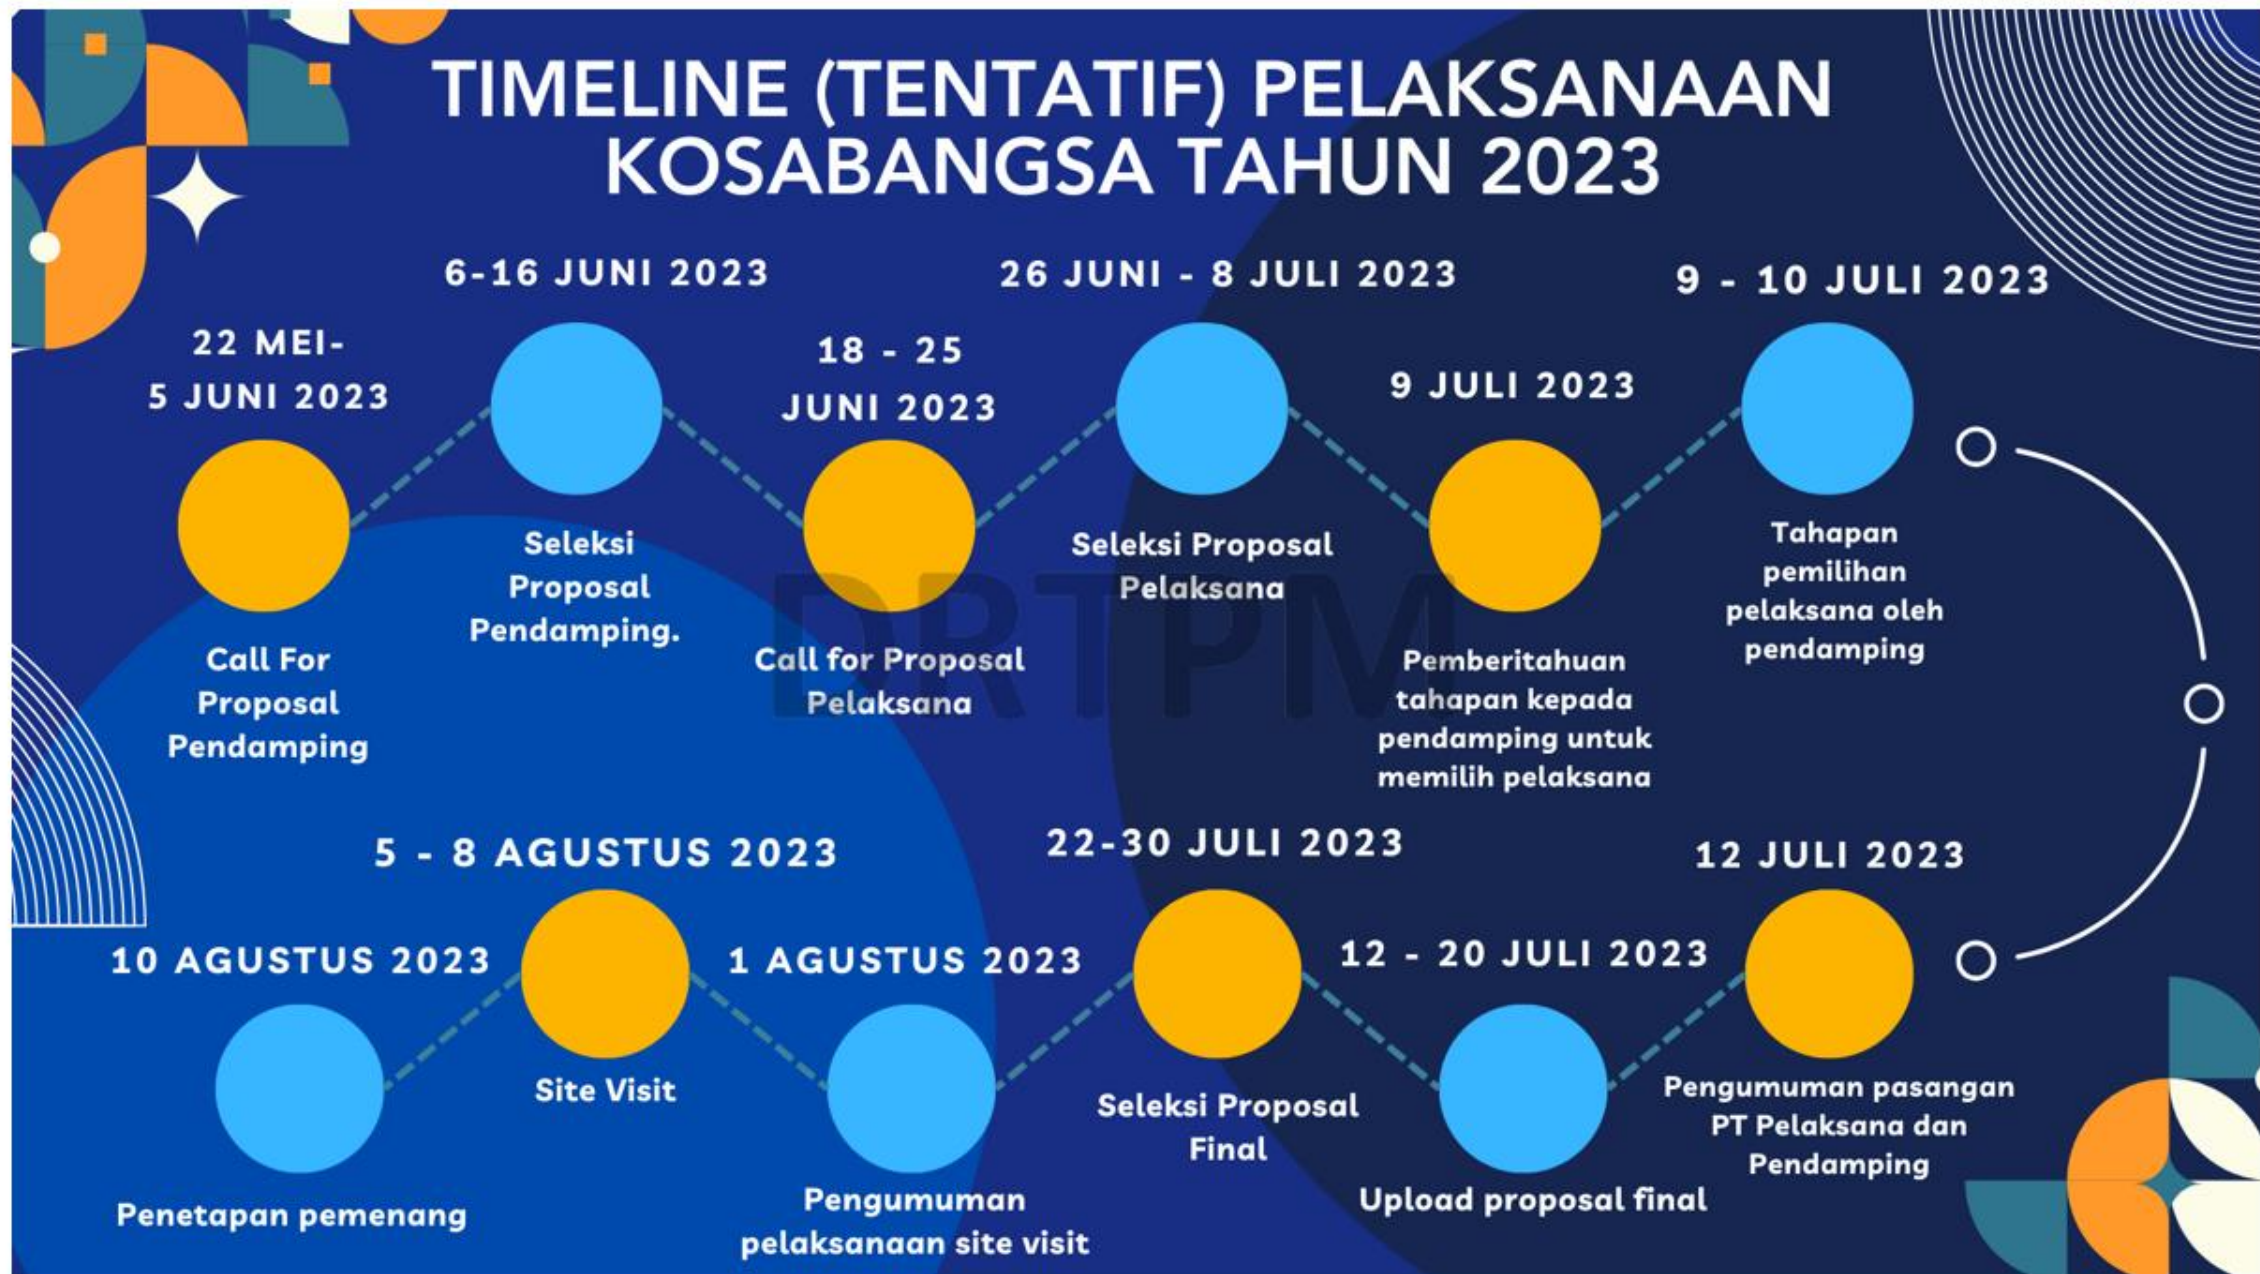 TIMELINE (TENTATIF) PELAKSANAAN
KOSABANGSA TAHUN 2023
22 MEI-
5 JUNI 2023
Call For
Proposal
Pendamping
6-16 JUNI 2023
Seleksi
Proposal
Pendamping.
18 - 25
JUNI 2023
Call for Proposal
Pelaksana
26 JUNI - 8 JULI 2023
Seleksi Proposal
Pelaksana
9 JULI 2023
Pemberitahuan
tahapan kepada
pendamping untuk
memilih pelaksana
9 - 10 JULI 2023
Tahapan
pemilihan
pelaksana oleh
pendamping
DRTPM
12 JULI 2023
Pengumuman pasangan
PT Pelaksana dan
Pendamping
12 - 20 JULI 2023
Upload proposal final
22-30 JULI 2023
Seleksi Proposal
Final
1 AGUSTUS 2023
Pengumuman
pelaksanaan site visit
5 - 8 AGUSTUS 2023
Site Visit
10 AGUSTUS 2023
Penetapan pemenang